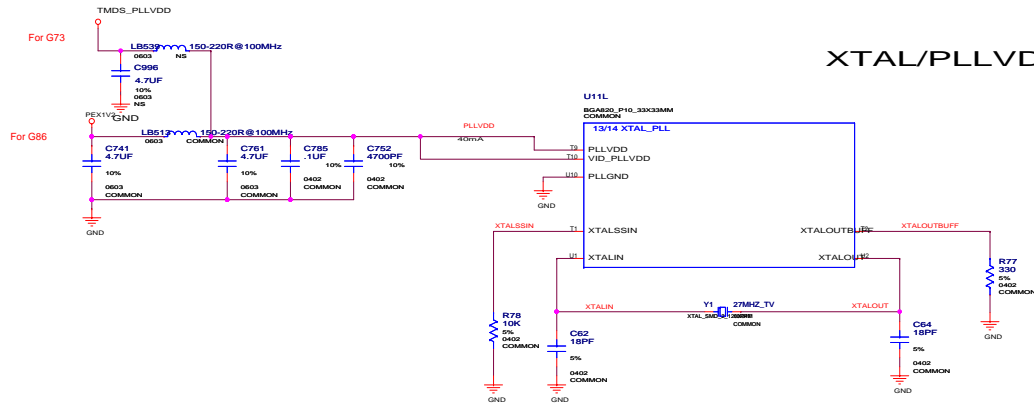 TMDS_PLLVDD
For G73
LB539 150-220R@100MHz
0603 NS
C996
4.7UF
10%
0603
NS
GND
XTAL/PLLVD
PEX1V2
For G86
LB513 150-220R@100MHz
0603 COMMON
C741
4.7UF
10%
0603
COMMON
GND
C761
4.7UF
10%
0603
COMMON
C785
.1UF
10%
0402
COMMON
C752
4700PF
10%
0402
COMMON
PLLVDD
40mA
U11L
BGA820_P10_33X33MM
COMMON
13/14 XTAL_PLL
T9 PLLVDD
T10 VID_PLLVDD
U10 PLLGND
GND
XTALSSIN
T1 XTALSSIN
XTALOUTBUFF
XTALOUTBUFF
U1 XTALIN
XTALOUT U2
R77
330
5%
0402
COMMON
GND
XTALIN
Y1 27MHZ_TV
COMMON
XTALOUT
R78
10K
5%
0402
COMMON
GND
C62
18PF
5%
0402
COMMON
GND
C64
18PF
5%
0402
COMMON
GND